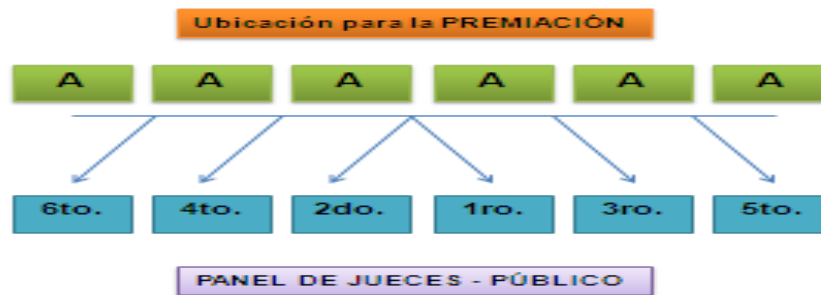 Ubicación para la PREMIACIÓN
A A A A A A
6to. 4to. 2do. 1ro. 3ro. 5to.
PANEL DE JUECES - PÚBLICO